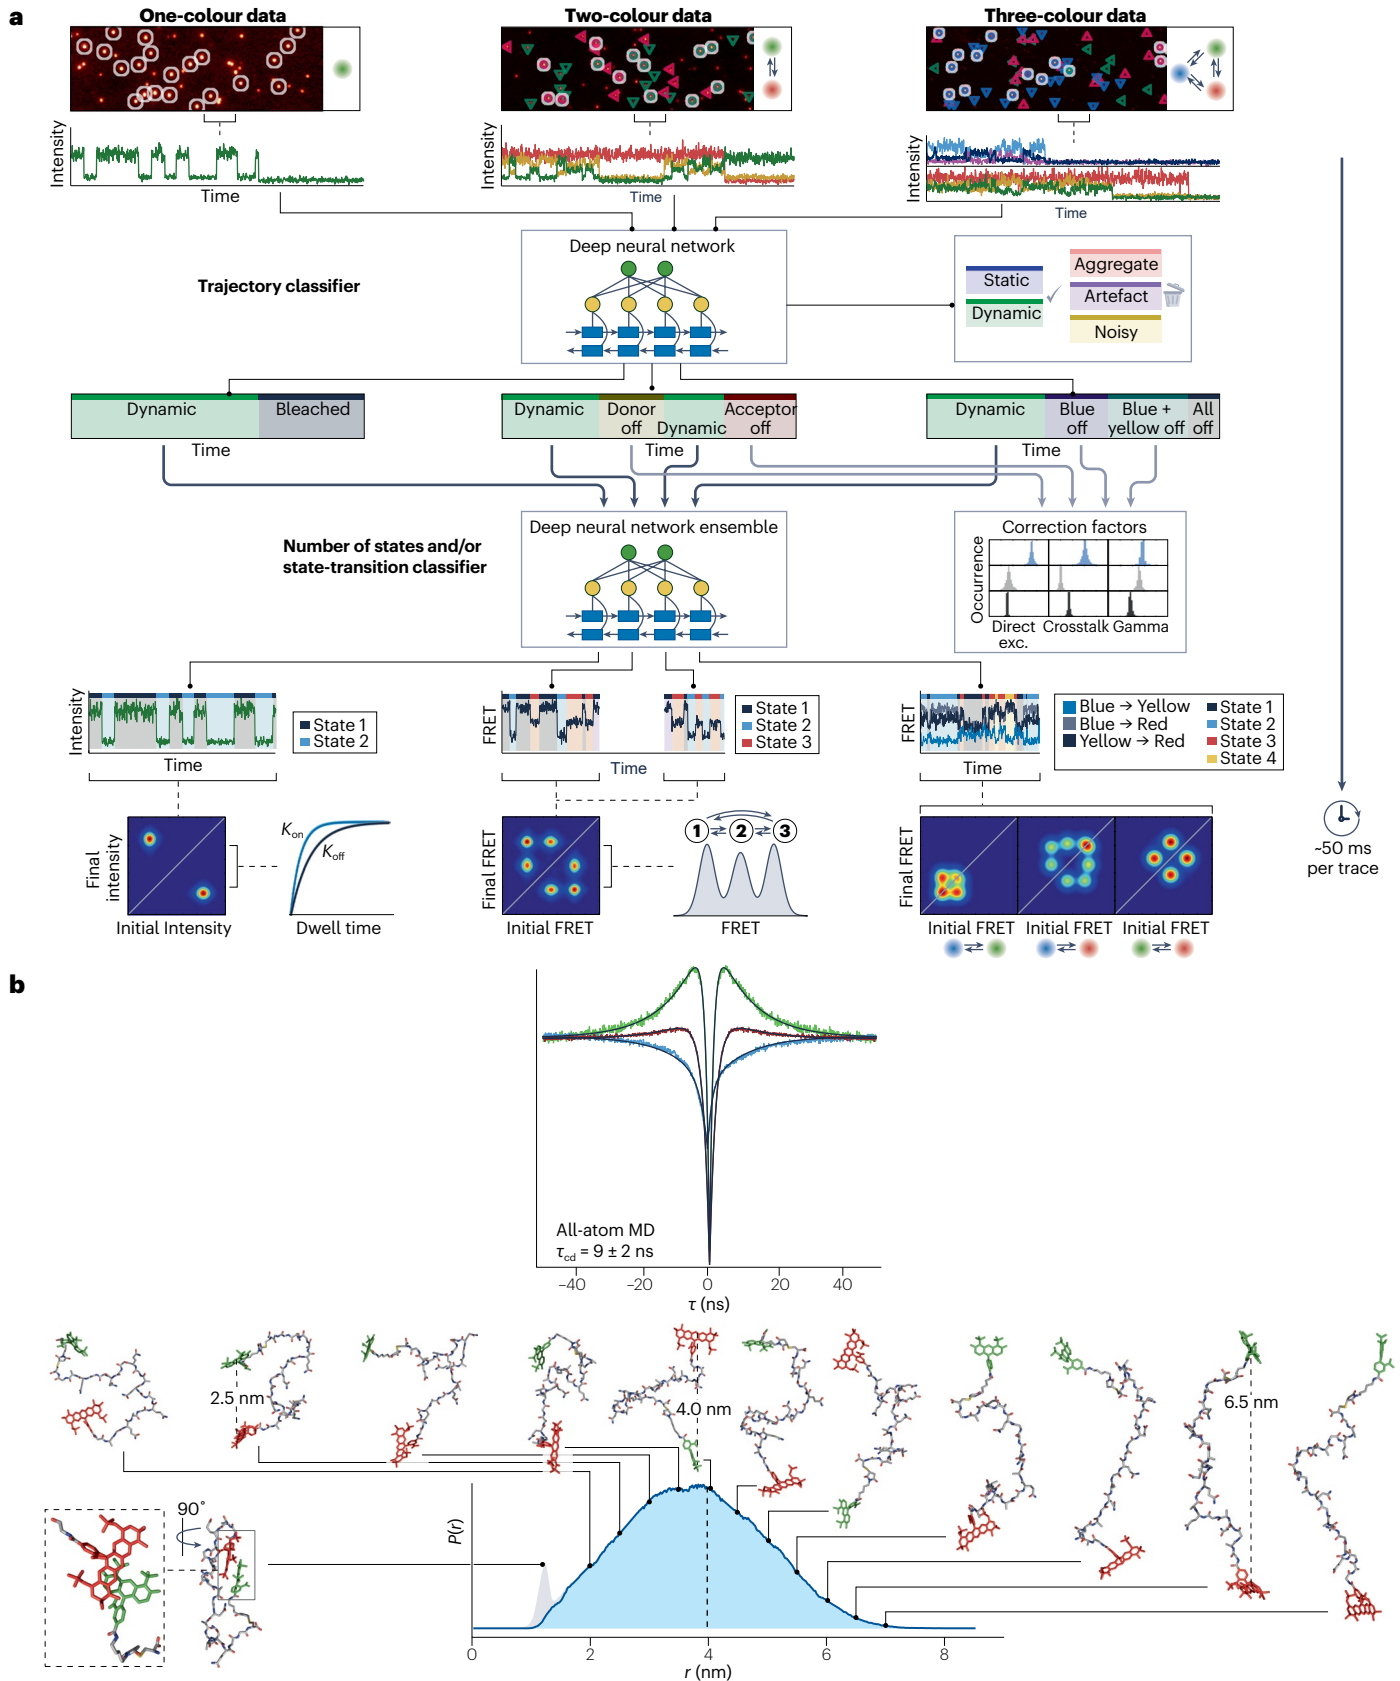 a
One-colour data
Two-colour data
Three-colour data
Intensity
Time
Intensity
Time
Intensity
Time
Deep neural network
Trajectory classifier
Static
Dynamic
Aggregate
Artefact
Noisy
Dynamic
Bleached
Time
Dynamic
Donor
off
Dynamic
Acceptor
off
Time
Dynamic
Blue
off
Blue +
yellow off
All
off
Time
Number of states and/or
state-transition classifier
Deep neural network ensemble
Correction factors
Occurrence
Direct
exc.
Crosstalk
Gamma
Intensity
Time
State 1
State 2
FRET
Time
State 1
State 2
State 3
FRET
Time
Blue → Yellow
Blue → Red
Yellow → Red
State 1
State 2
State 3
State 4
~50 ms
per trace
Final
intensity
Initial Intensity
Kon
Koff
Dwell time
Final FRET
Initial FRET
1
2
3
FRET
Final FRET
Initial FRET
Initial FRET
Initial FRET
b
All-atom MD
τcd = 9 ± 2 ns
−40
−20
0
20
40
τ (ns)
2.5 nm
4.0 nm
6.5 nm
90°
P(r)
0
2
4
6
8
r (nm)